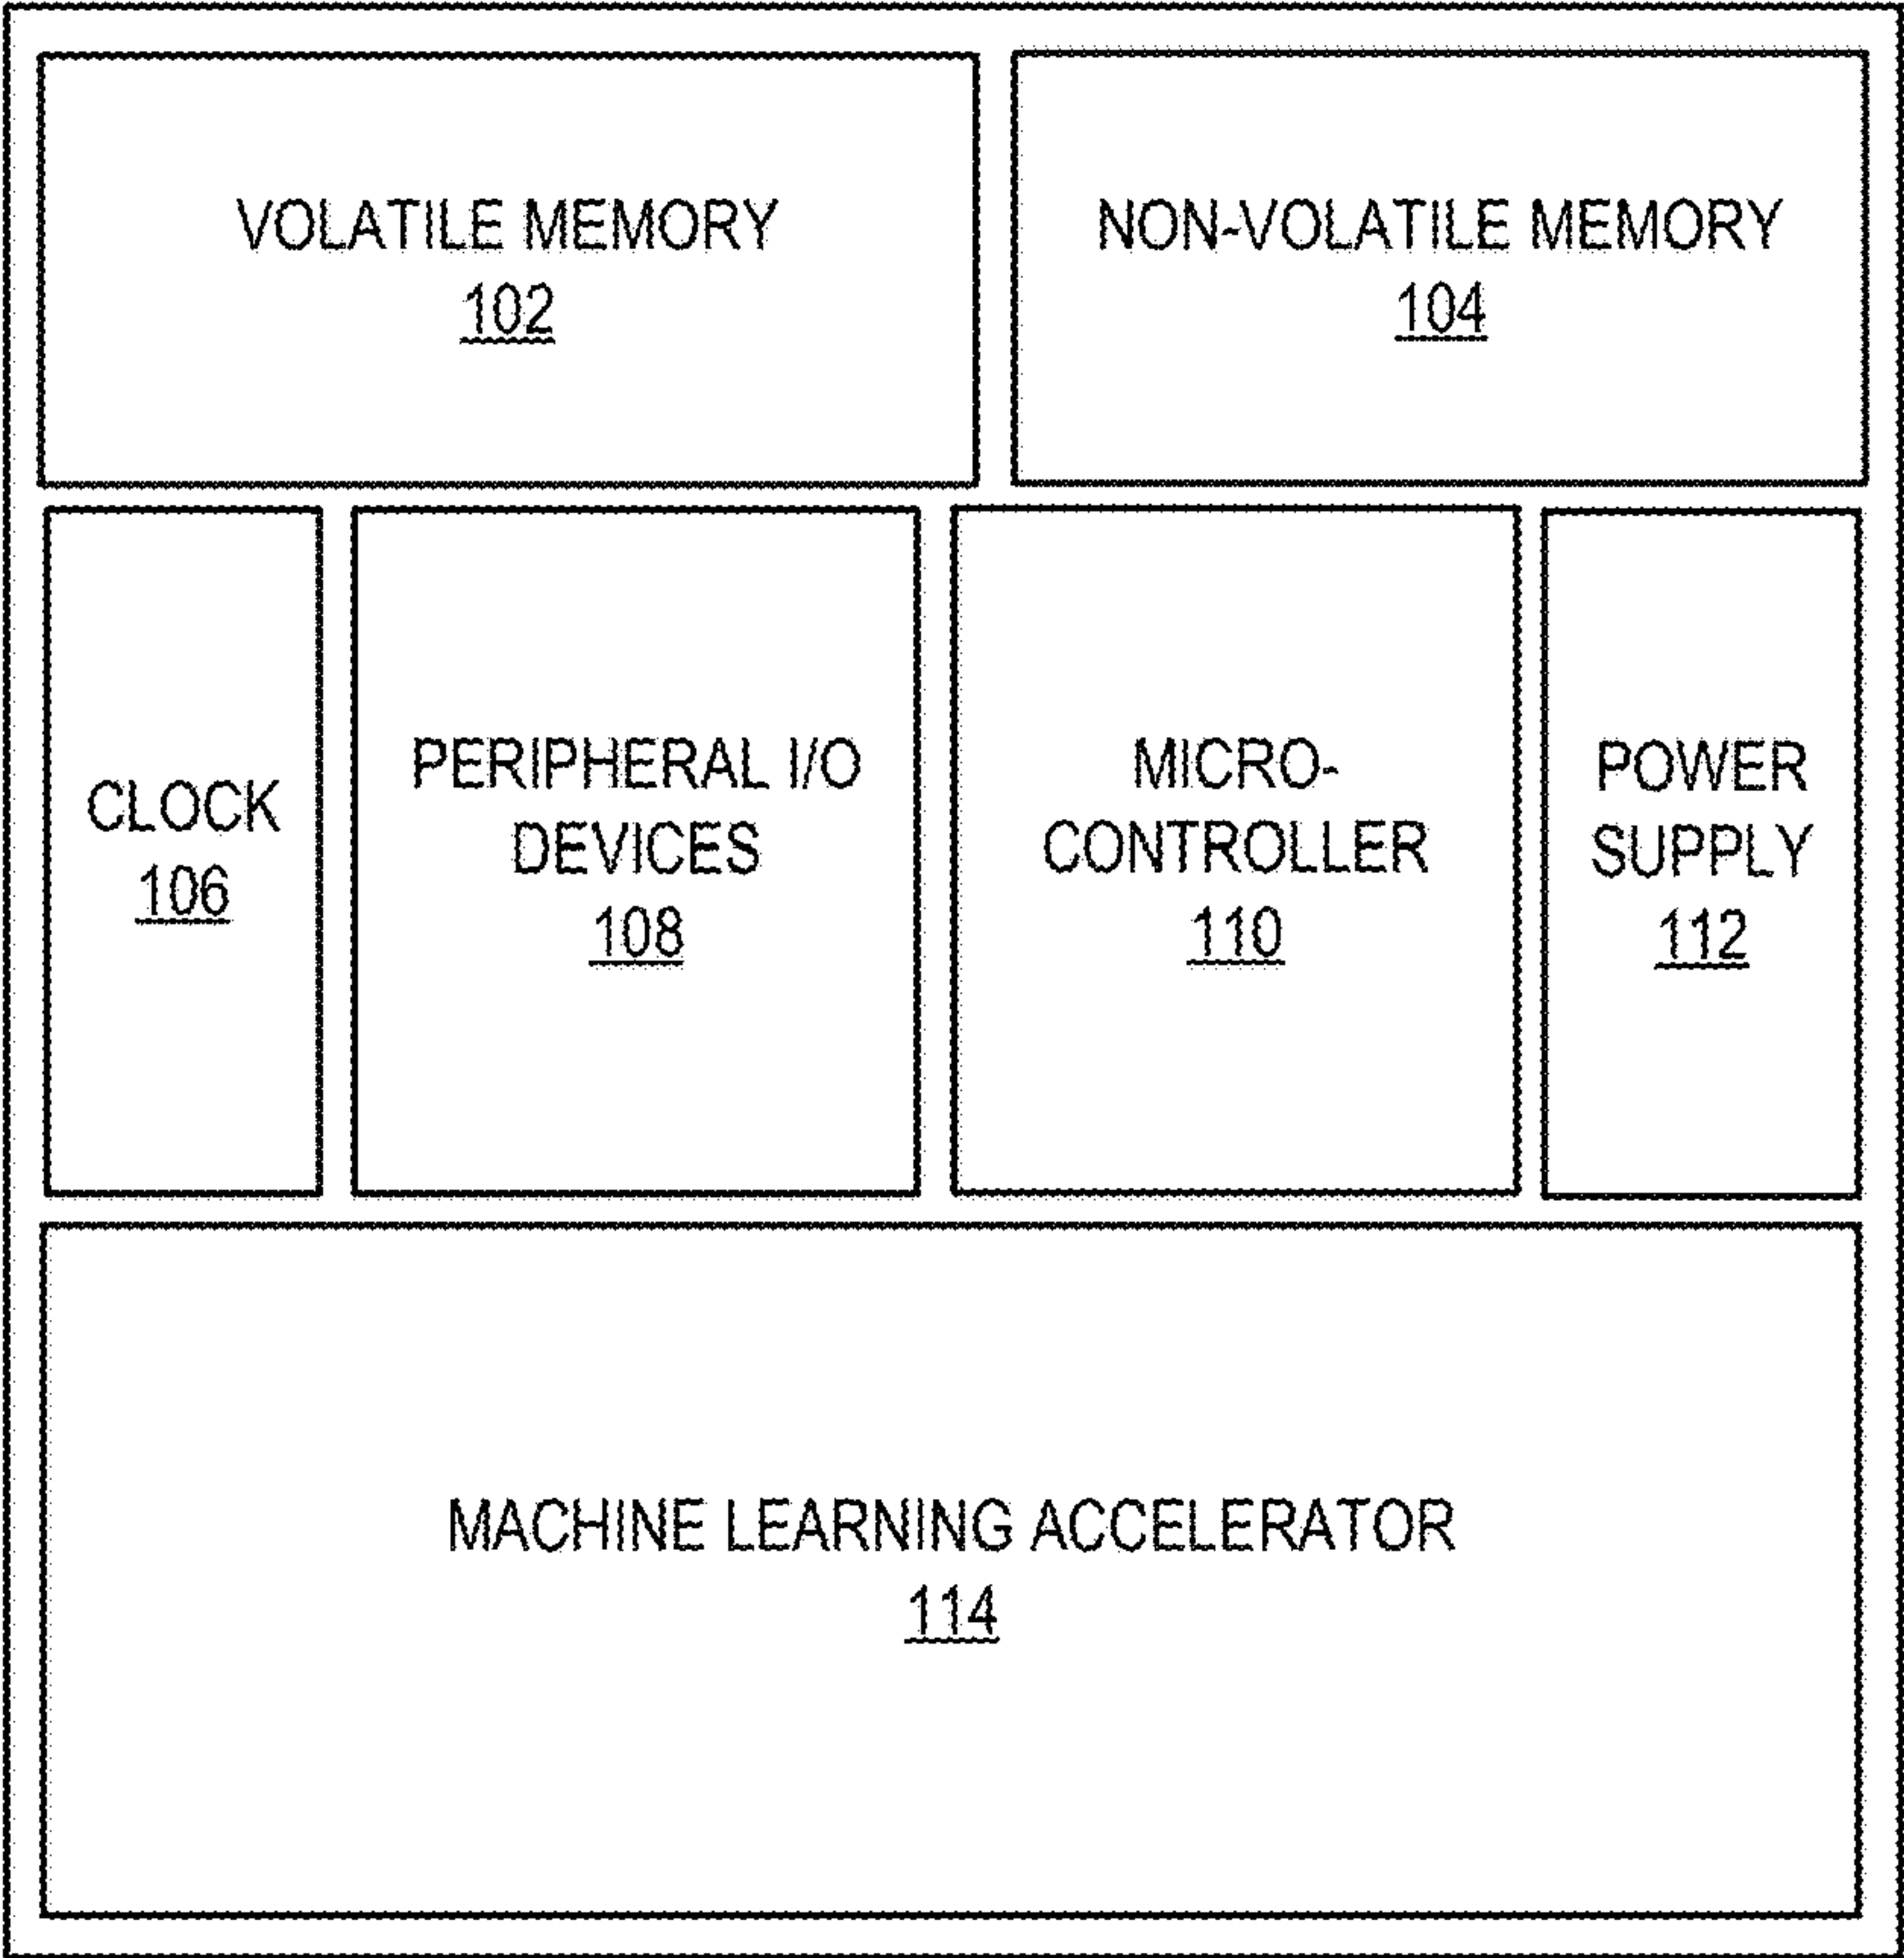 VOLATILE MEMORY
102
NON-VOLATILE MEMORY
104
CLOCK
106
PERIPHERAL I/O
DEVICES
108
MICRO-
CONTROLLER
110
POWER
SUPPLY
112
MACHINE LEARNING ACCELERATOR
114